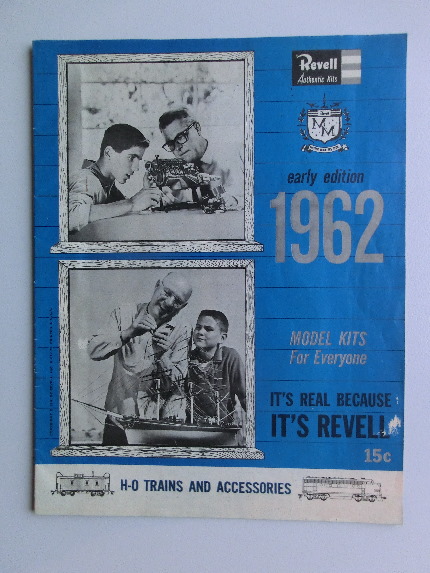 Revell
Authentic Kits
MM
early edition
1962
MODEL KITS
For Everyone
IT'S REAL BECAUSE
IT'S REVELL
15c
H-O TRAINS AND ACCESSORIES